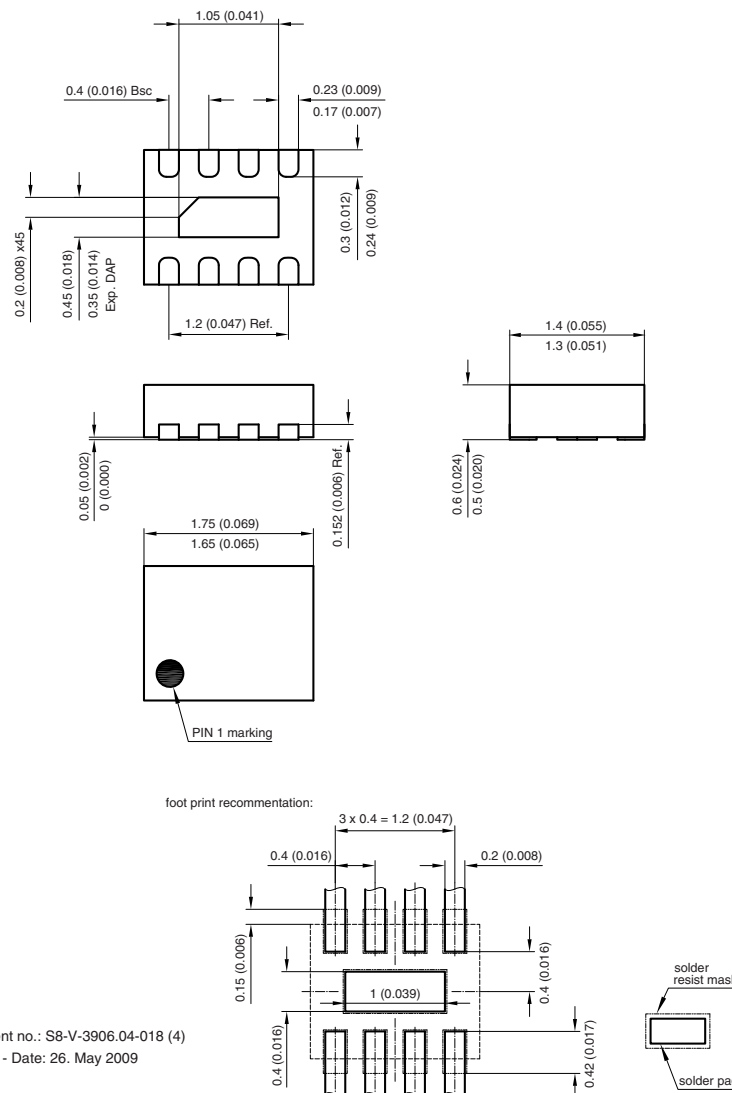 1.05 (0.041)
0.4 (0.016) Bsc
0.23 (0.009)
0.17 (0.007)
0.3 (0.012)
0.24 (0.009)
0.2 (0.008) x45
0.45 (0.018)
0.35 (0.014)
Exp. DAP
1.2 (0.047) Ref.
1.4 (0.055)
1.3 (0.051)
0.05 (0.002)
0 (0.000)
0.152 (0.006) Ref.
0.6 (0.024)
0.5 (0.020)
1.75 (0.069)
1.65 (0.065)
PIN 1 marking
foot print recommentation:
3 x 0.4 = 1.2 (0.047)
0.4 (0.016)
0.2 (0.008)
0.15 (0.006)
1 (0.039)
0.4 (0.016)
0.4 (0.016)
0.42 (0.017)
solder
resist mas
solder pa
nt no.: S8-V-3906.04-018 (4)
- Date: 26. May 2009